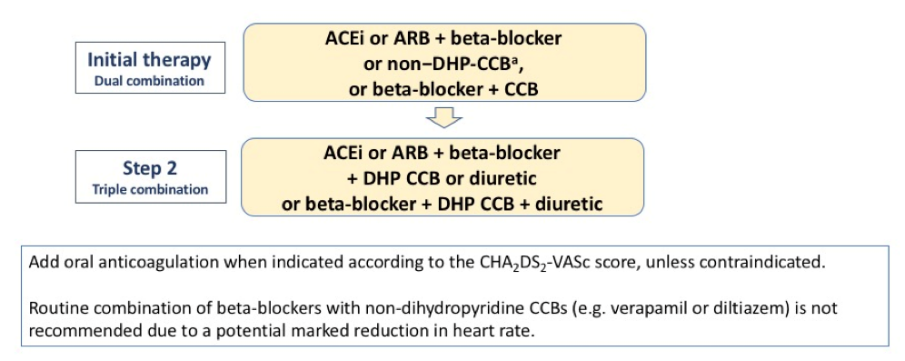 Initial therapy
Dual combination
ACEi or ARB + beta-blocker
or non–DHP-CCBᵃ,
or beta-blocker + CCB
Step 2
Triple combination
ACEi or ARB + beta-blocker
+ DHP CCB or diuretic
or beta-blocker + DHP CCB + diuretic
Add oral anticoagulation when indicated according to the CHA₂DS₂-VASc score, unless contraindicated.
Routine combination of beta-blockers with non-dihydropyridine CCBs (e.g. verapamil or diltiazem) is not
recommended due to a potential marked reduction in heart rate.